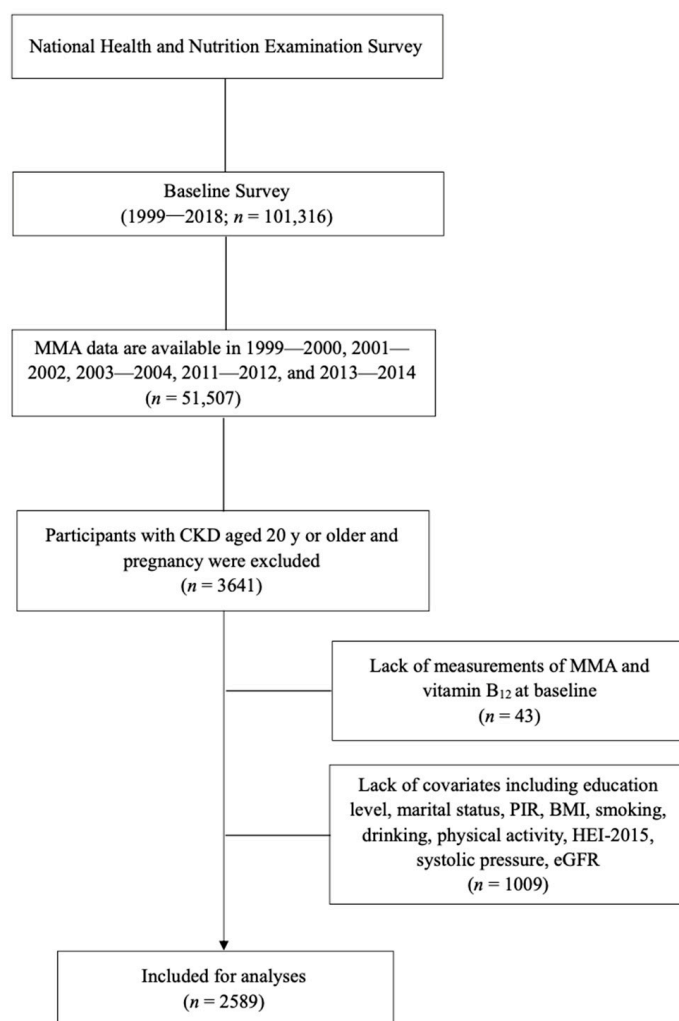 National Health and Nutrition Examination Survey
Baseline Survey
(1999—2018; n = 101,316)
MMA data are available in 1999—2000, 2001—
2002, 2003—2004, 2011—2012, and 2013—2014
(n = 51,507)
Participants with CKD aged 20 y or older and
pregnancy were excluded
(n = 3641)
Lack of measurements of MMA and
vitamin B₁₂ at baseline
(n = 43)
Lack of covariates including education
level, marital status, PIR, BMI, smoking,
drinking, physical activity, HEI-2015,
systolic pressure, eGFR
(n = 1009)
Included for analyses
(n = 2589)